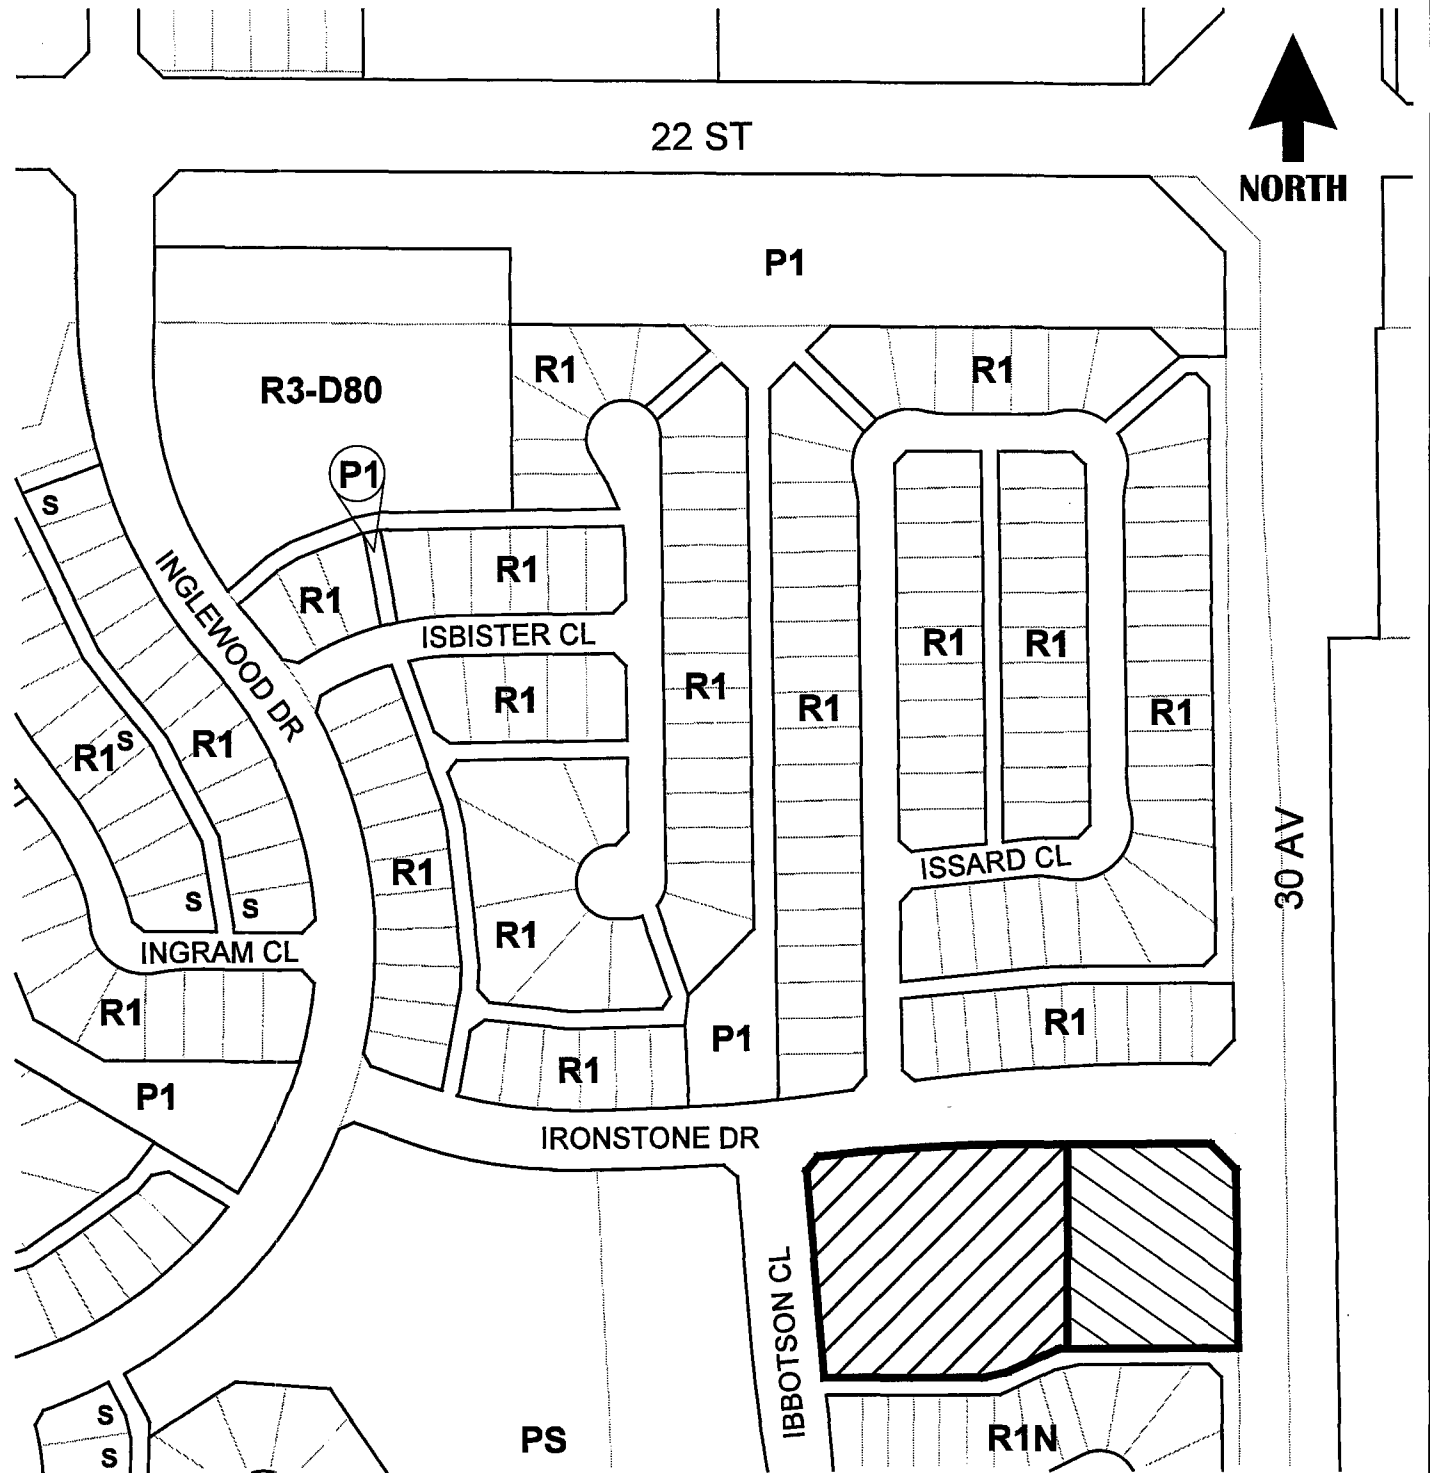 22 ST
NORTH
P1
R1
R1
R3-D80
P1
S
R1
R1
INGLEWOOD DR
ISBISTER CL
R1
R1
R1
R1
R1
R1
R1
R1S
R1
30 AV
ISSARD CL
R1
S
S
R1
INGRAM CL
R1
R1
P1
R1
P1
IRONSTONE DR
IBBOTSON CL
S
S
PS
R1N